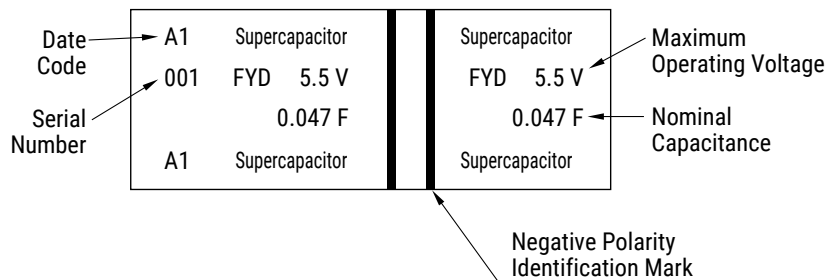 Date
Code
A1 Supercapacitor
001 FYD 5.5 V
0.047 F
A1 Supercapacitor
Serial
Number
Supercapacitor
FYD 5.5 V
0.047 F
Supercapacitor
Maximum
Operating Voltage
Nominal
Capacitance
Negative Polarity
Identification Mark